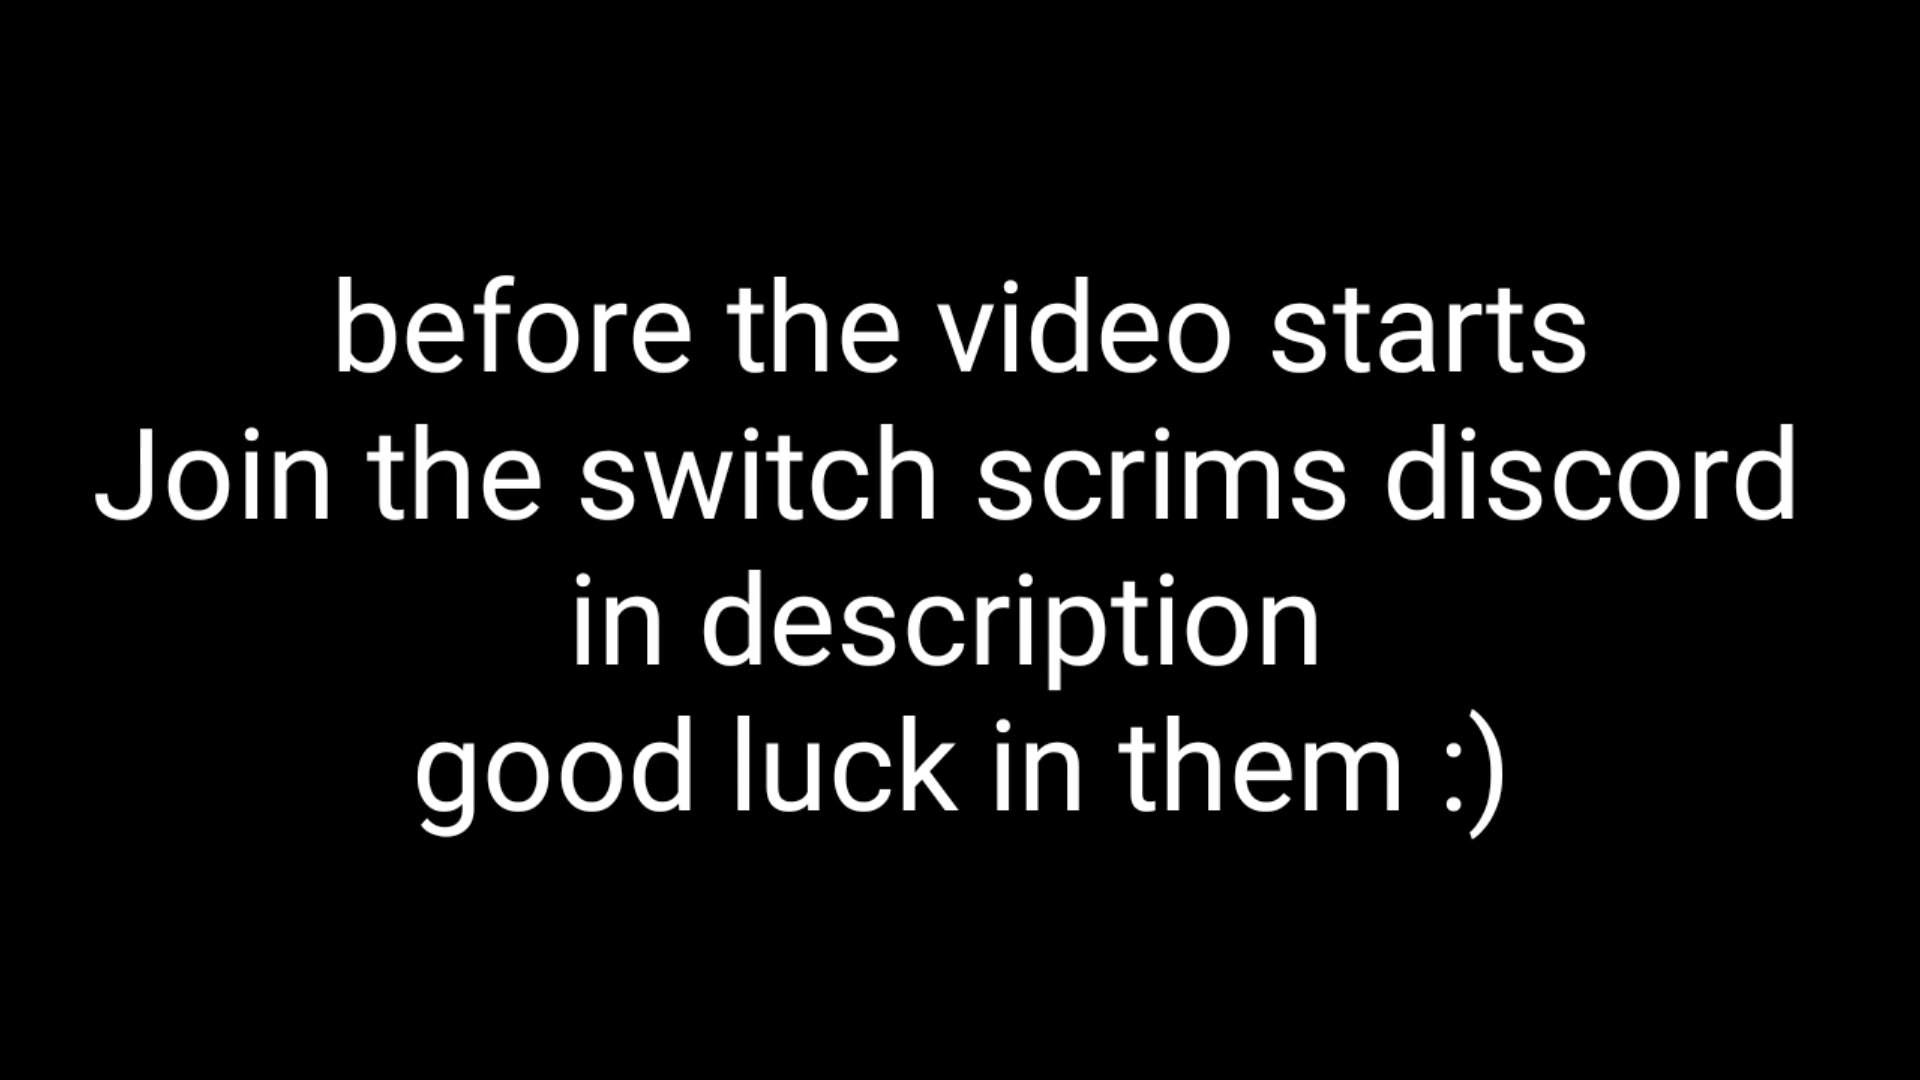 before the video starts
Join the switch scrims discord
in description
good luck in them :)